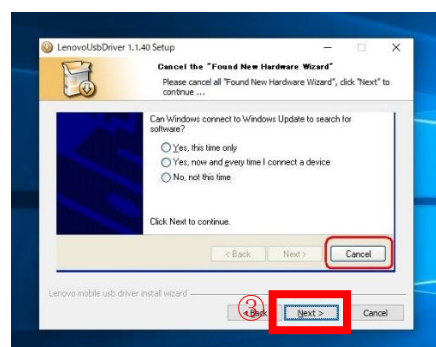 LenovoUsbDriver 1.1.40 Setup
Cancel the "Found New Hardware Wizard"
Please cancel all "Found New Hardware Wizard", click "Next" to
continue ...
Can Windows connect to Windows Update to search for
software?
Yes, this time only
Yes, now and every time I connect a device
No, not this time
Click Next to continue.
< Back Next > Cancel
Lenovo mobile usb driver install wizard
③ < Back Next > Cancel